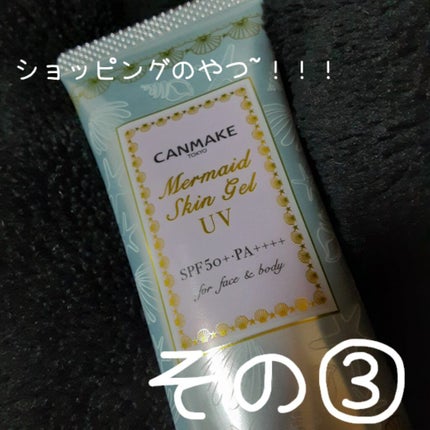 ショッピングのやつ~！！！
CANMAKE
TOKYO
Mermaid
Skin Gel
UV
SPF50+・PA++++
for face & body
その③